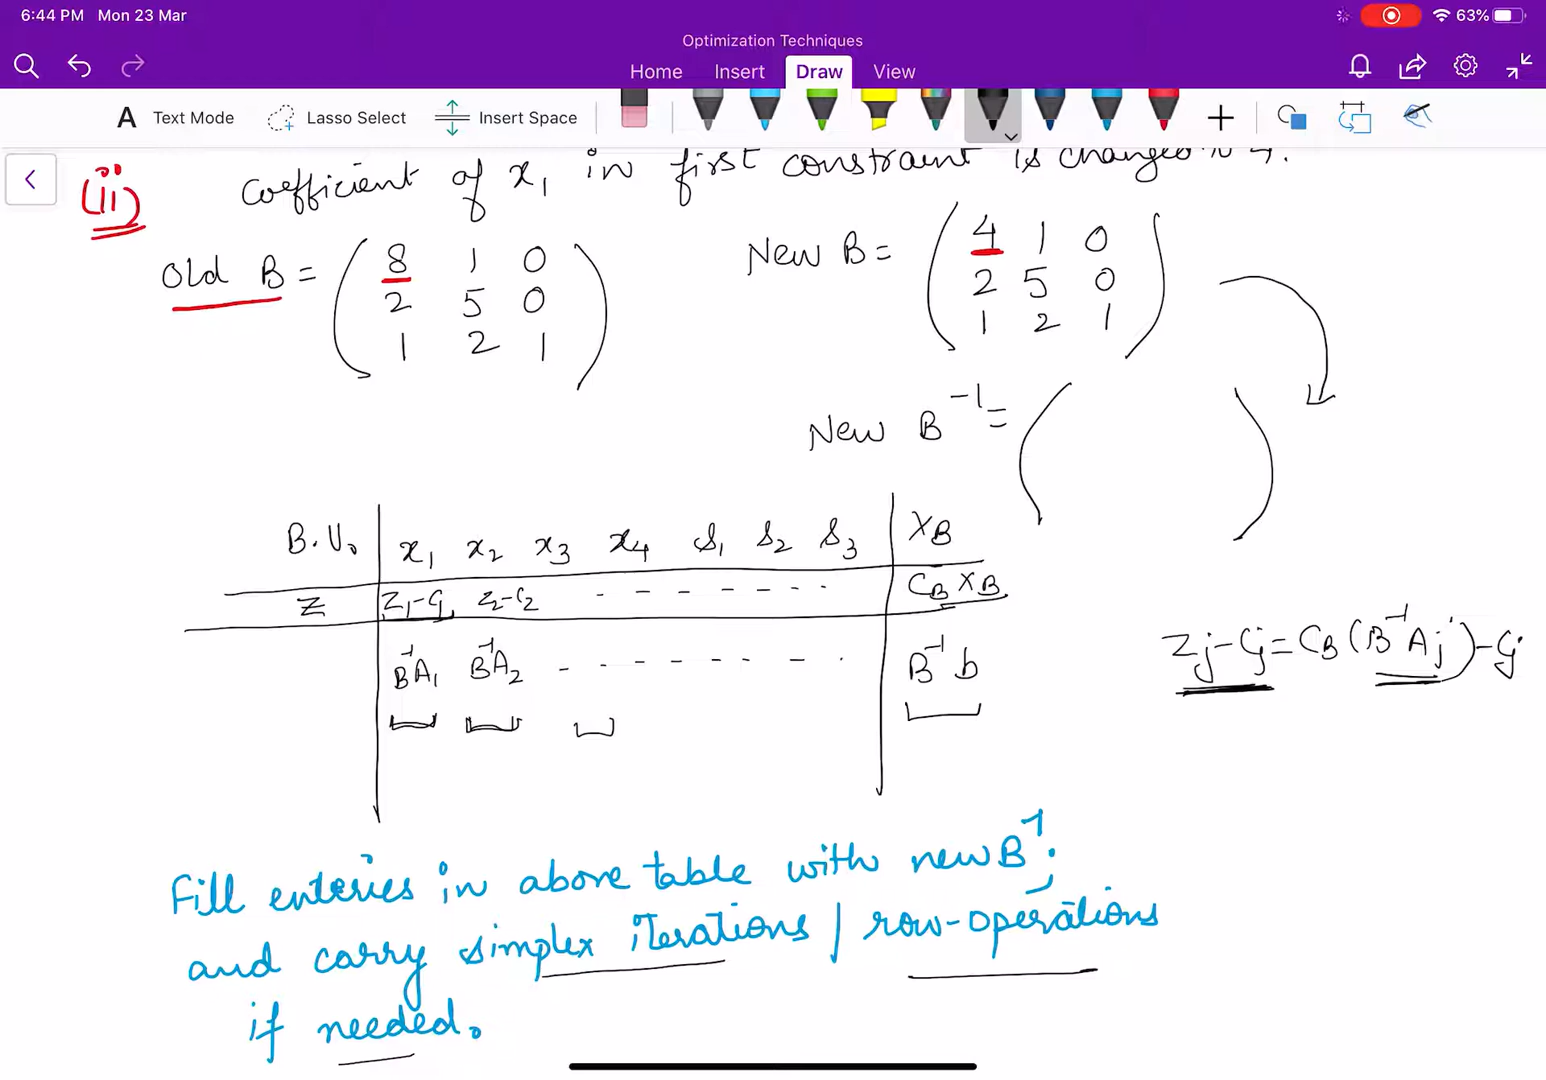 6:44 PM Mon 23 Mar
63%
Optimization Techniques
Home Insert Draw View
Text Mode Lasso Select Insert Space
(ii) Coefficient of x₁ in first constraint is changed to 4.
Old B = ( 8 1 0
2 5 0
1 2 1 )
New B = ( 4 1 0
2 5 0
1 2 1 )
New B⁻¹ = ( )
B.V. x₁ x₂ x₃ x₄ s₁ s₂ s₃ XB
Z Z₁-C₁ Z₂-C₂ - - - - - - CB XB
B⁻¹A₁ B⁻¹A₂ - - - - - - B⁻¹b
Zj-Cj = CB (B⁻¹Aj) - Cj
Fill enteries in above table with new B⁻¹;
and carry simplex iterations / row-operations
if needed.